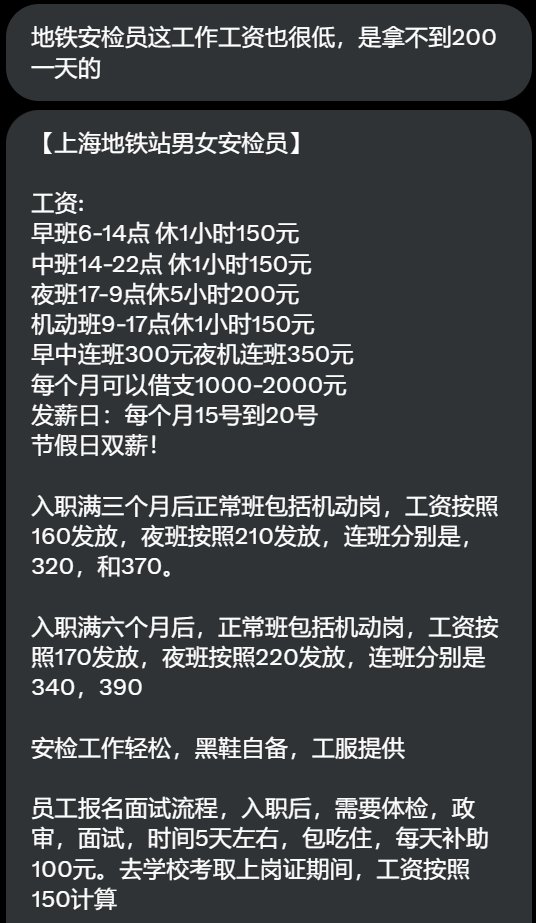 地铁安检员这工作工资也很低，是拿不到200
一天的
【上海地铁站男女安检员】
工资:
早班6-14点 休1小时150元
中班14-22点 休1小时150元
夜班17-9点休5小时200元
机动班9-17点休1小时150元
早中连班300元夜机连班350元
每个月可以借支1000-2000元
发薪日：每个月15号到20号
节假日双薪！
入职满三个月后正常班包括机动岗，工资按照
160发放，夜班按照210发放，连班分别是，
320，和370。
入职满六个月后，正常班包括机动岗，工资按
照170发放，夜班按照220发放，连班分别是
340，390
安检工作轻松，黑鞋自备，工服提供
员工报名面试流程，入职后，需要体检，政
审，面试，时间5天左右，包吃住，每天补助
100元。去学校考取上岗证期间，工资按照
150计算